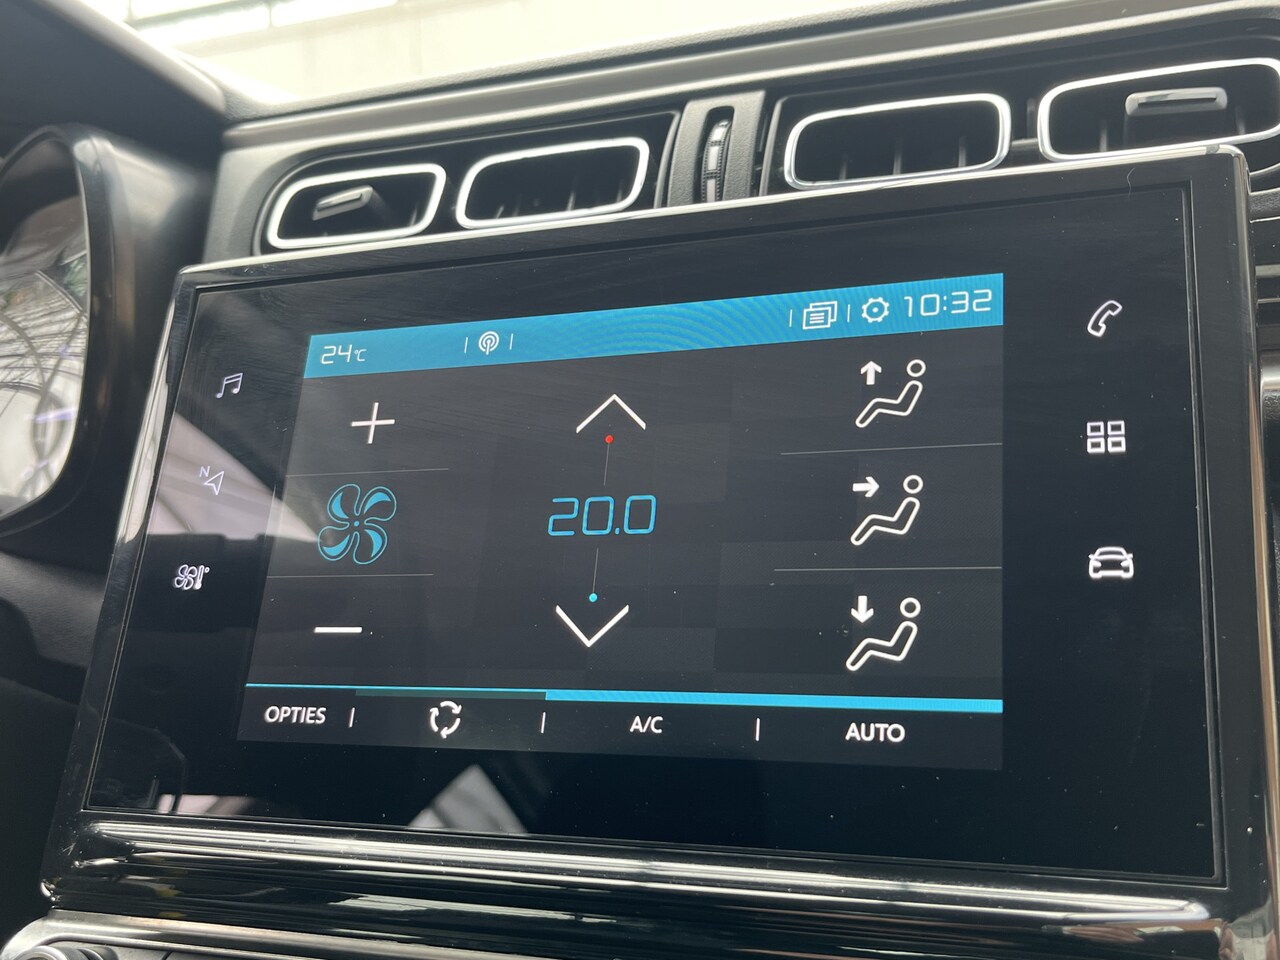 24°C
10:32
N
20.0
OPTIES
A/C
AUTO